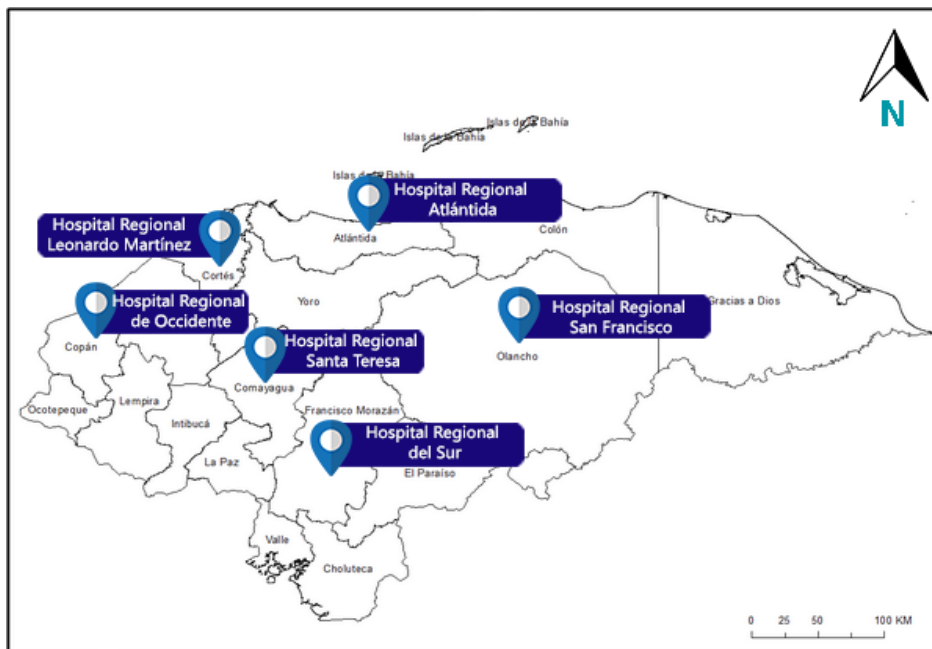 N
Islas de la Bahía
Islas de la Bahía
Islas de la Bahía
Hospital Regional
Atlántida
Atlántida
Colón
Hospital Regional
Leonardo Martínez
Cortés
Yoro
Gracias a Dios
Hospital Regional
de Occidente
Copán
Hospital Regional
San Francisco
Olancho
Hospital Regional
Santa Teresa
Comayagua
Ocotepeque
Lempira
Intibucá
Francisco Morazán
Hospital Regional
del Sur
La Paz
El Paraíso
Valle
Choluteca
0 25 50 100 KM